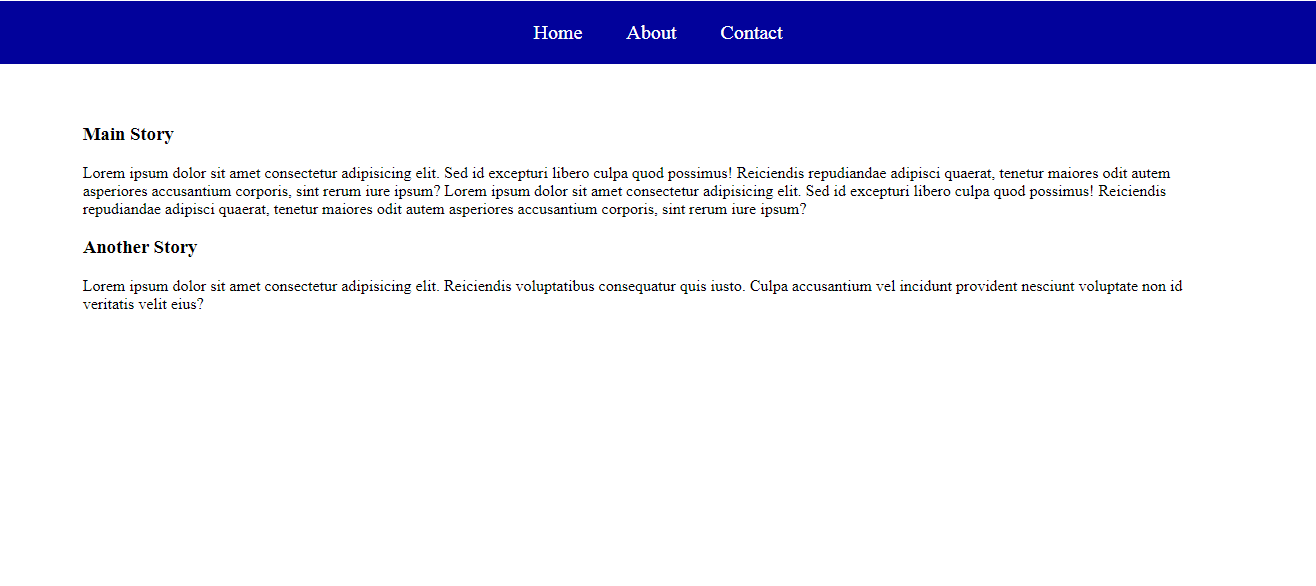 Home About Contact
Main Story
Lorem ipsum dolor sit amet consectetur adipisicing elit. Sed id excepturi libero culpa quod possimus! Reiciendis repudiandae adipisci quaerat, tenetur maiores odit autem
asperiores accusantium corporis, sint rerum iure ipsum? Lorem ipsum dolor sit amet consectetur adipisicing elit. Sed id excepturi libero culpa quod possimus! Reiciendis
repudiandae adipisci quaerat, tenetur maiores odit autem asperiores accusantium corporis, sint rerum iure ipsum?
Another Story
Lorem ipsum dolor sit amet consectetur adipisicing elit. Reiciendis voluptatibus consequatur quis iusto. Culpa accusantium vel incidunt provident nesciunt voluptate non id
veritatis velit eius?